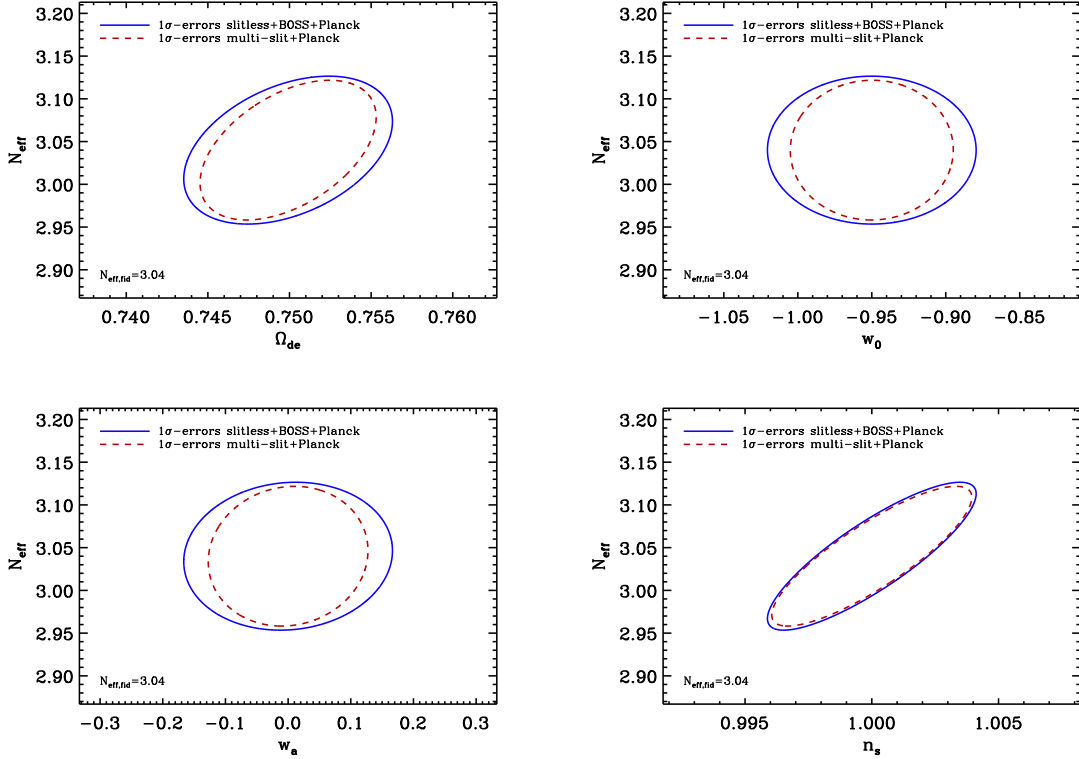 1σ-errors slitless+BOSS+Planck
1σ-errors multi-slit+Planck
3.20
3.15
3.10
3.05
3.00
2.95
2.90
N_eff
N_eff,fid=3.04
0.740 0.745 0.750 0.755 0.760
Ω_de
1σ-errors slitless+BOSS+Planck
1σ-errors multi-slit+Planck
3.20
3.15
3.10
3.05
3.00
2.95
2.90
N_eff
N_eff,fid=3.04
−1.05 −1.00 −0.95 −0.90 −0.85
w_0
1σ-errors slitless+BOSS+Planck
1σ-errors multi-slit+Planck
3.20
3.15
3.10
3.05
3.00
2.95
2.90
N_eff
N_eff,fid=3.04
−0.3 −0.2 −0.1 0.0 0.1 0.2 0.3
w_a
1σ-errors slitless+BOSS+Planck
1σ-errors multi-slit+Planck
3.20
3.15
3.10
3.05
3.00
2.95
2.90
N_eff
N_eff,fid=3.04
0.995 1.000 1.005
n_s